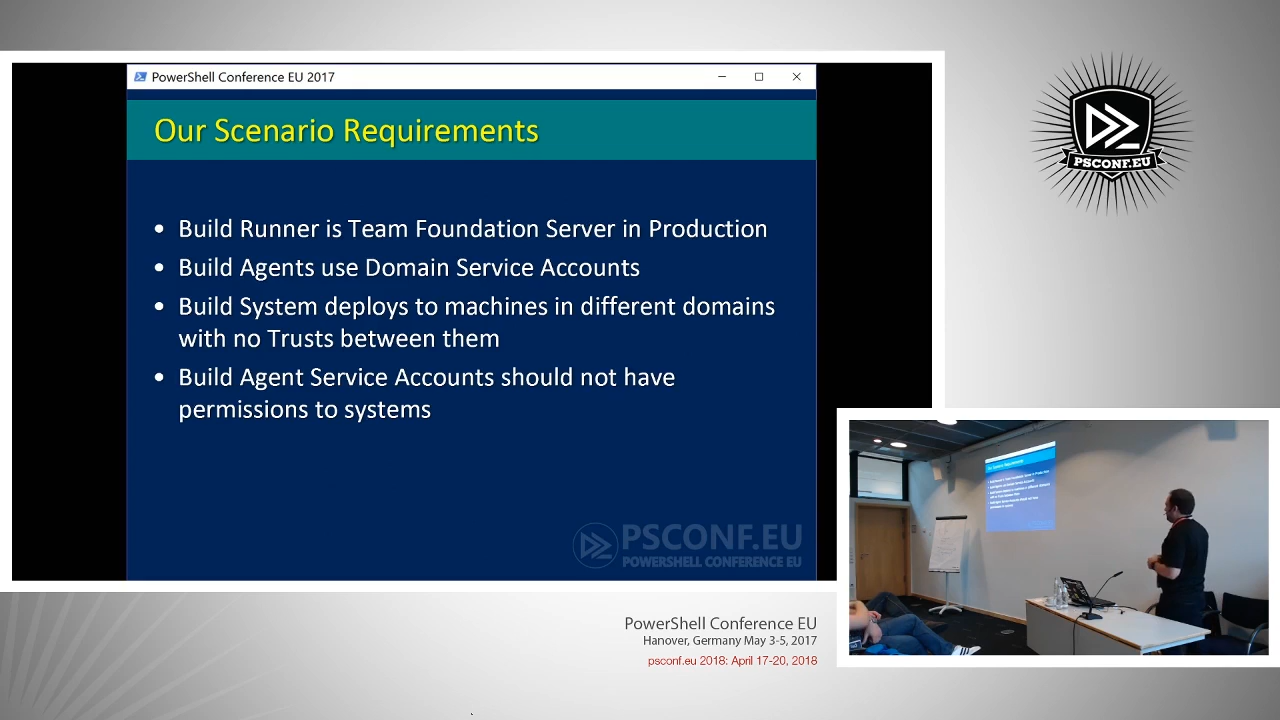 PowerShell Conference EU 2017
Our Scenario Requirements
• Build Runner is Team Foundation Server in Production
• Build Agents use Domain Service Accounts
• Build System deploys to machines in different domains
with no Trusts between them
• Build Agent Service Accounts should not have
permissions to systems
PSCONF.EU
POWERSHELL CONFERENCE EU
PSCONF.EU
Our Scenario Requirements
PowerShell Conference EU
Hanover, Germany May 3-5, 2017
psconf.eu 2018: April 17-20, 2018